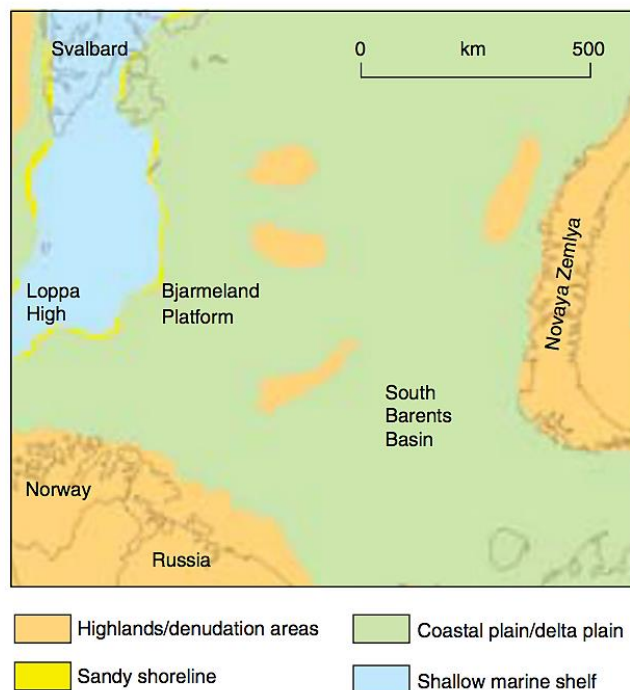 Svalbard
0 km 500
Novaya Zemlya
Loppa
High
Bjarmeland
Platform
South
Barents
Basin
Norway
Russia
Highlands/denudation areas
Coastal plain/delta plain
Sandy shoreline
Shallow marine shelf